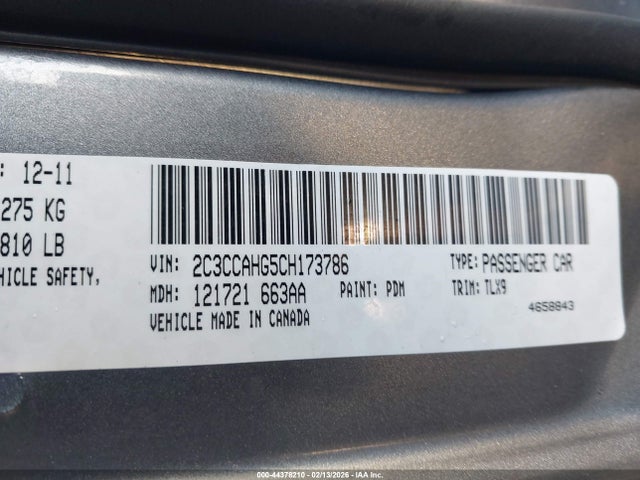 : 12-11
275 KG
810 LB
HICLE SAFETY,
VIN: 2C3CCAHG5CH173786 TYPE: PASSENGER CAR
MDH: 121721 663AA PAINT: PDM TRIM: TLX9
VEHICLE MADE IN CANADA 4658843
000-44378210 - 02/13/2026 - IAA Inc.